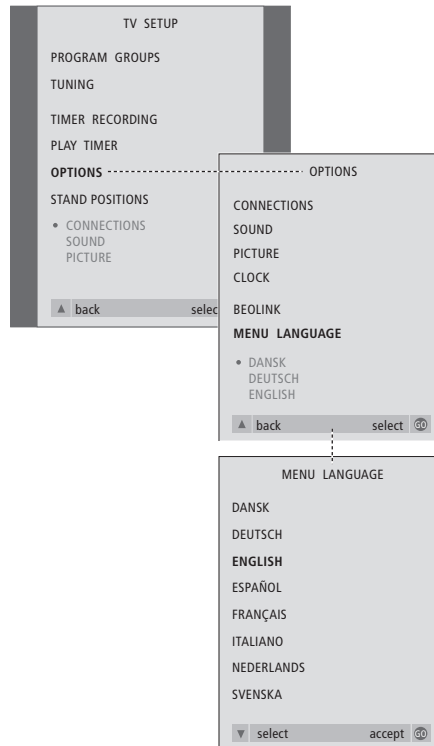 TV SETUP
PROGRAM GROUPS
TUNING
TIMER RECORDING
PLAY TIMER
OPTIONS
STAND POSITIONS
• CONNECTIONS
SOUND
PICTURE
▲ back selec
OPTIONS
CONNECTIONS
SOUND
PICTURE
CLOCK
BEOLINK
MENU LANGUAGE
• DANSK
DEUTSCH
ENGLISH
▲ back select GO
MENU LANGUAGE
DANSK
DEUTSCH
ENGLISH
ESPAÑOL
FRANÇAIS
ITALIANO
NEDERLANDS
SVENSKA
▼ select accept GO